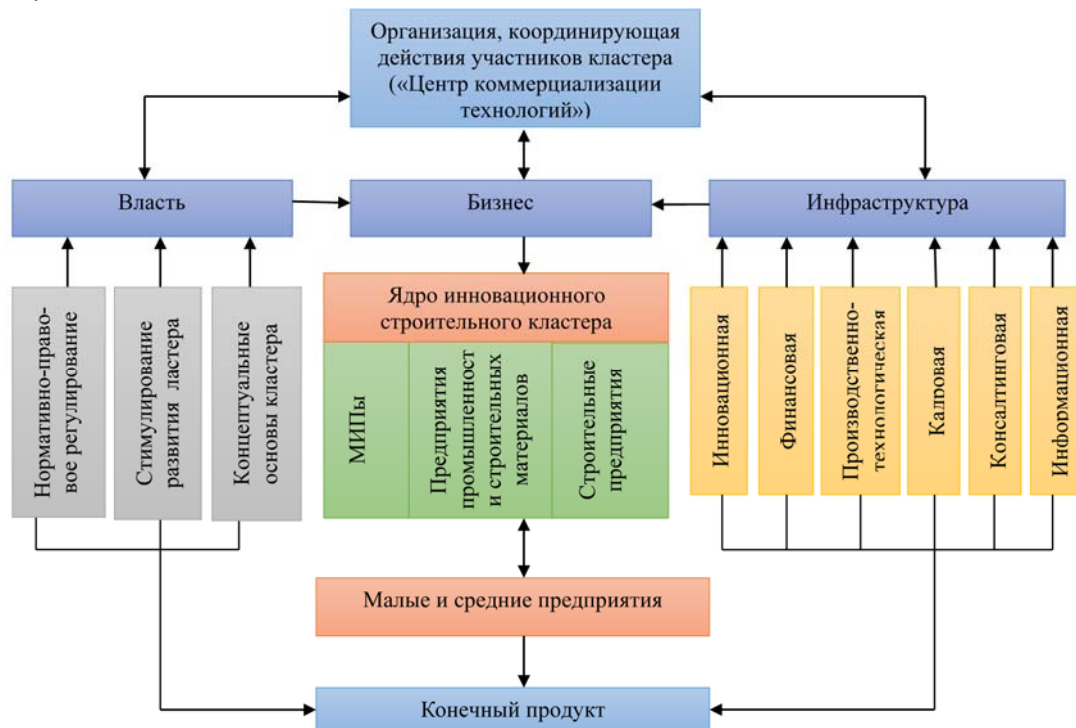 Организация, координирующая
действия участников кластера
(«Центр коммерциализации
технологий»)
Власть
Бизнес
Инфраструктура
Нормативно-право-
вое регулирование
Стимулирование
развития ластера
Концептуальные
основы кластера
Ядро инновационного
строительного кластера
МИПы
Предприятия
промышленност
и строительных
материалов
Строительные
предприятия
Инновационная
Финансовая
Производственно-
технологическая
Кадровая
Консалтинговая
Информационная
Малые и средние предприятия
Конечный продукт